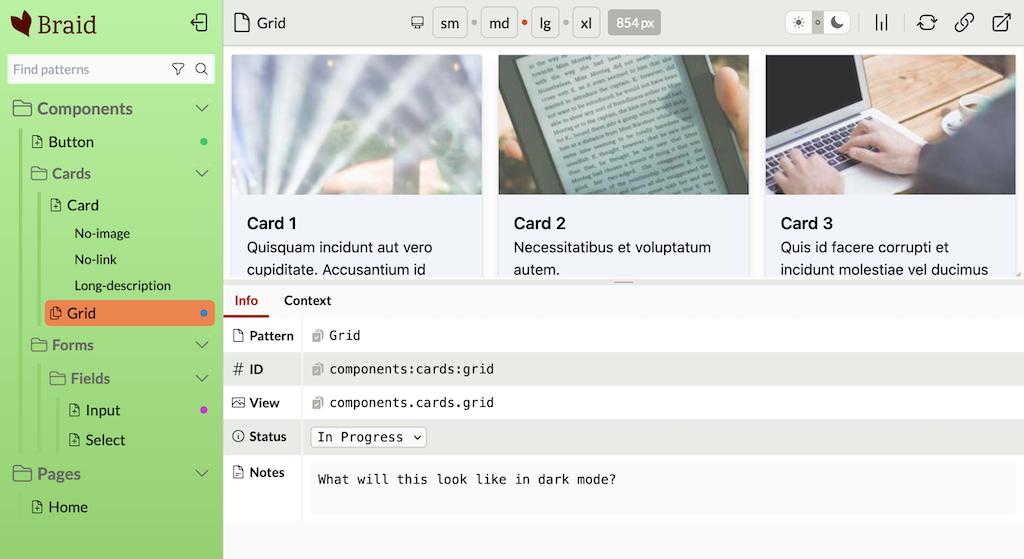 Braid
Find patterns
Components
Button
Cards
Card
No-image
No-link
Long-description
Grid
Forms
Fields
Input
Select
Pages
Home
Grid
sm md lg xl 854 px
Card 1
Quisquam incidunt aut vero
cupiditate. Accusantium id
Card 2
Necessitatibus et voluptatum
autem.
Card 3
Quis id facere corrupti et
incidunt molestiae vel ducimus
Info Context
Pattern Grid
ID components:cards:grid
View components.cards.grid
Status In Progress
Notes What will this look like in dark mode?